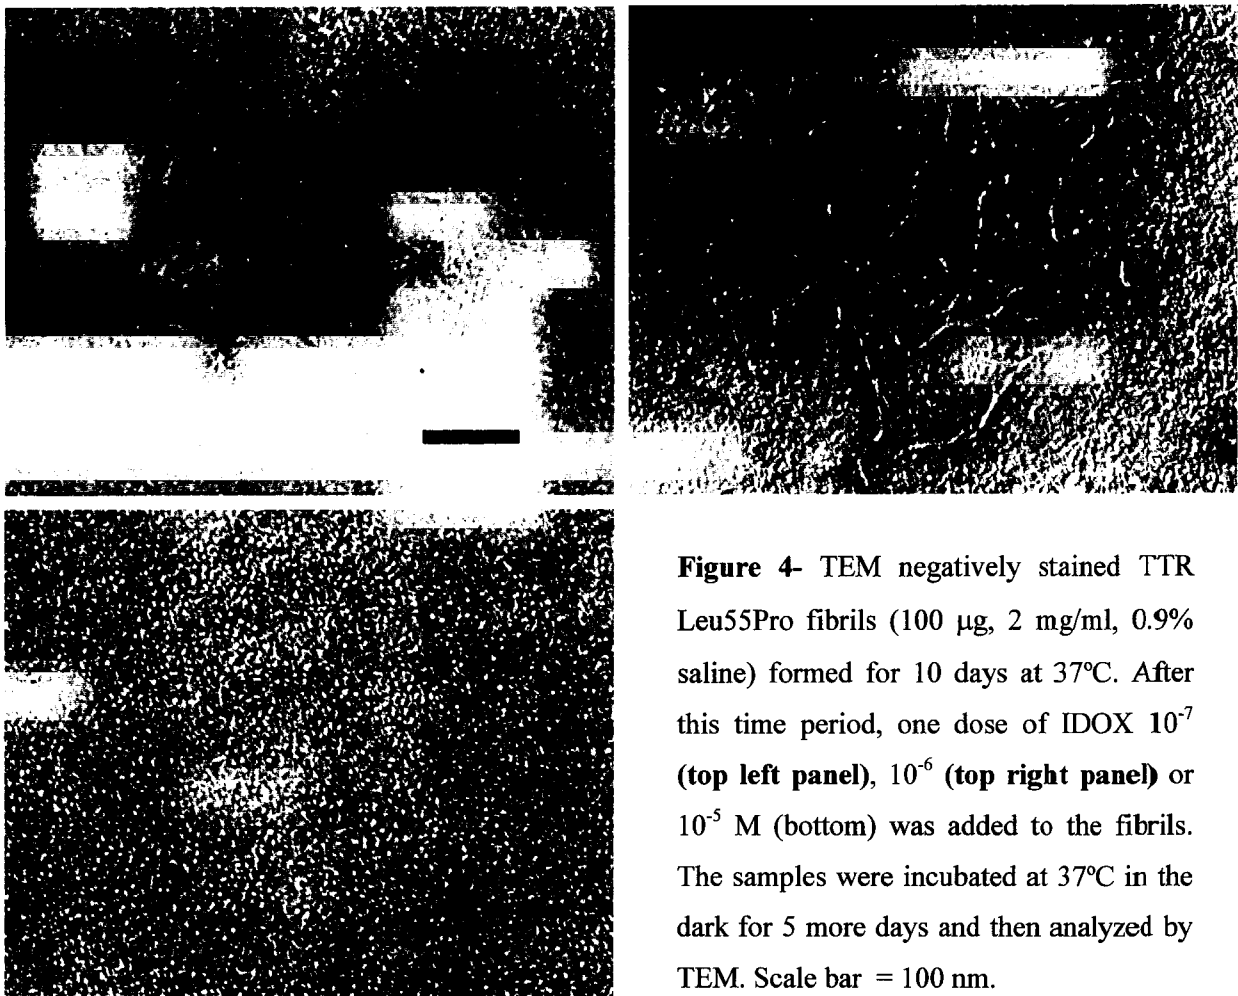 Figure 4- TEM negatively stained TTR
Leu55Pro fibrils (100 µg, 2 mg/ml, 0.9%
saline) formed for 10 days at 37ºC. After
this time period, one dose of IDOX 10⁻⁷
(top left panel), 10⁻⁶ (top right panel) or
10⁻⁵ M (bottom) was added to the fibrils.
The samples were incubated at 37ºC in the
dark for 5 more days and then analyzed by
TEM. Scale bar = 100 nm.